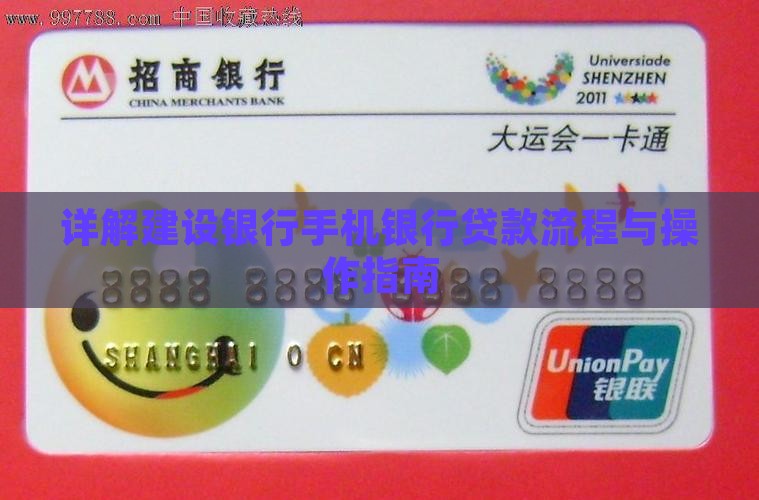 www.997788.com 中国收藏热线
招商银行
CHINA MERCHANTS BANK
Universiade
SHENZHEN
2011
大运会一卡通
详解建设银行手机银行贷款流程与操
作指南
8888 8888 8888 8888
SHANGHAI 0 CN
UnionPay
银联